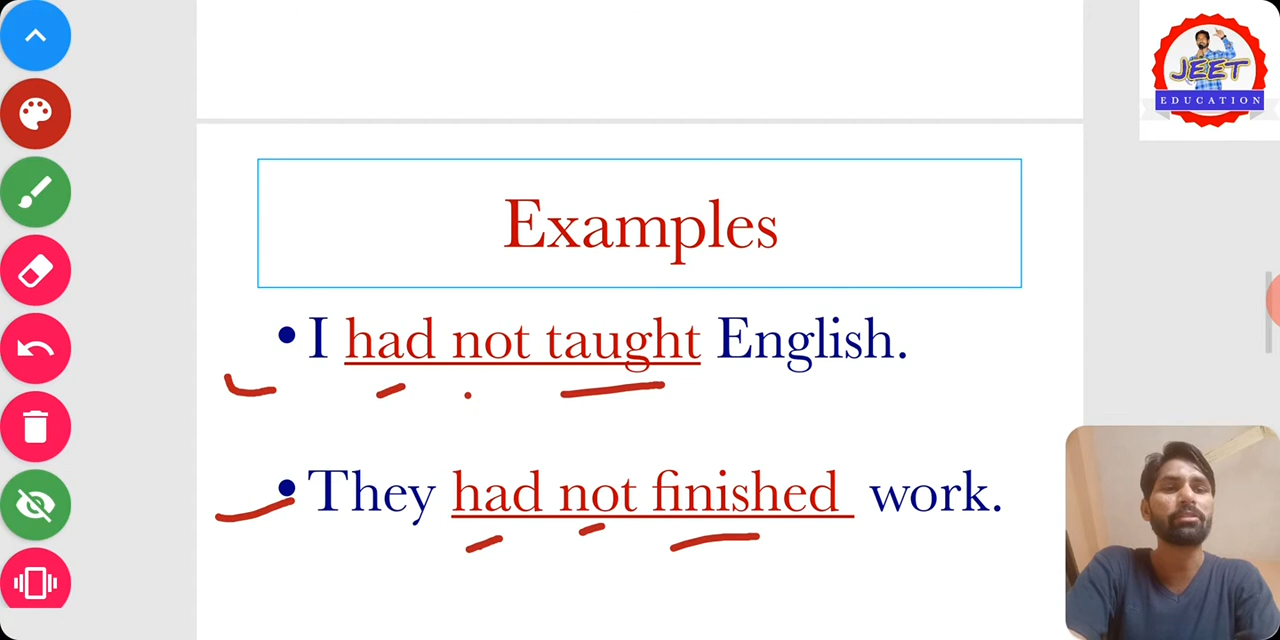 JEET
EDUCATION
Examples
• I had not taught English.
• They had not finished work.